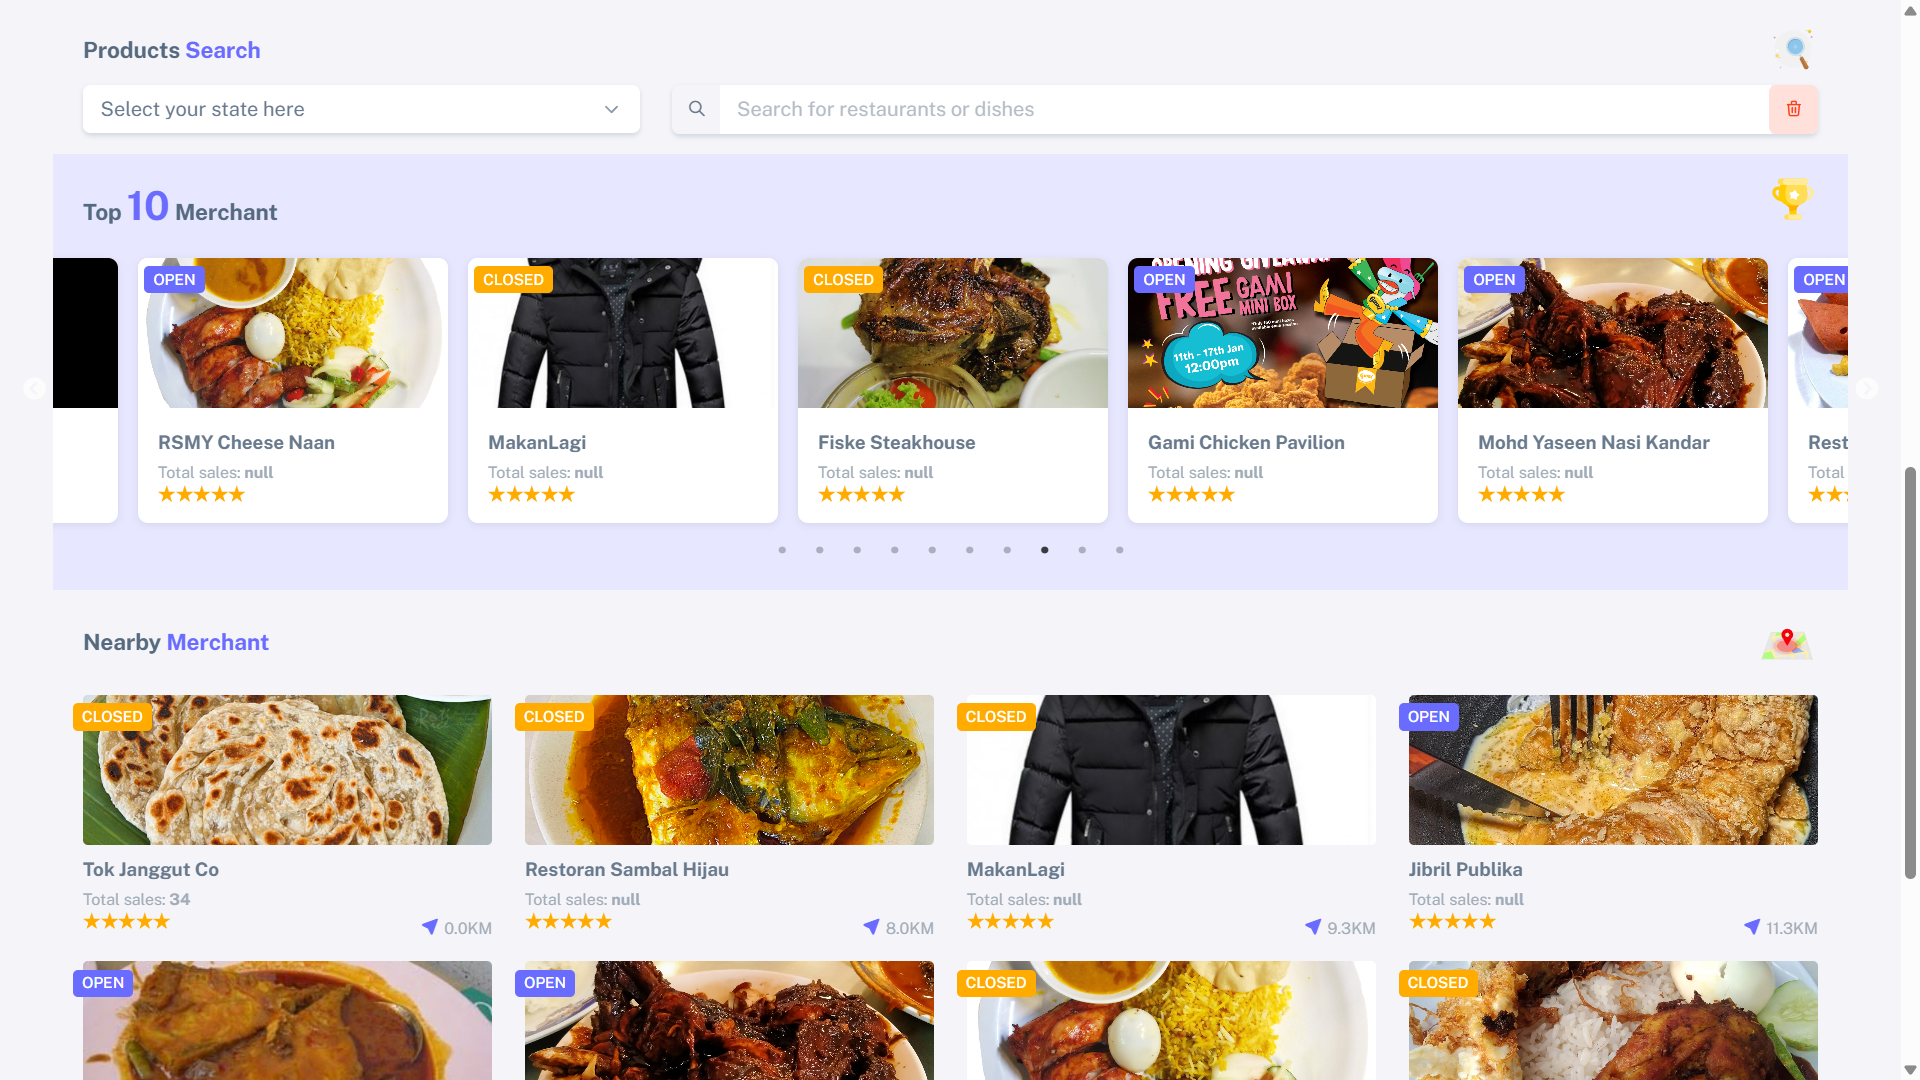 Products Search
Select your state here
Search for restaurants or dishes
Top 10 Merchant
OPEN
CLOSED
CLOSED
OPEN
OPEN
OPEN
OPENING GIVEAWAY
FREE GAMI
MINI BOX
11th - 17th Jan
12:00pm
RSMY Cheese Naan
Total sales: null
MakanLagi
Total sales: null
Fiske Steakhouse
Total sales: null
Gami Chicken Pavilion
Total sales: null
Mohd Yaseen Nasi Kandar
Total sales: null
Rest
Total
Nearby Merchant
CLOSED
CLOSED
CLOSED
OPEN
Tok Janggut Co
Total sales: 34
0.0KM
Restoran Sambal Hijau
Total sales: null
8.0KM
MakanLagi
Total sales: null
9.3KM
Jibril Publika
Total sales: null
11.3KM
OPEN
OPEN
CLOSED
CLOSED